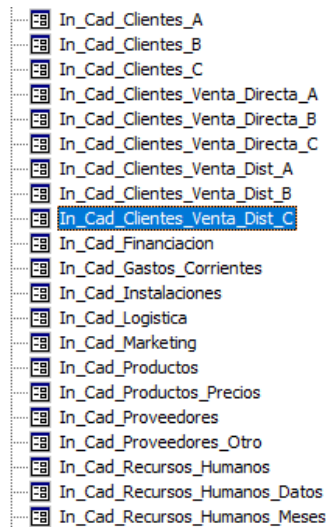 In_Cad_Clientes_A
In_Cad_Clientes_B
In_Cad_Clientes_C
In_Cad_Clientes_Venta_Directa_A
In_Cad_Clientes_Venta_Directa_B
In_Cad_Clientes_Venta_Directa_C
In_Cad_Clientes_Venta_Dist_A
In_Cad_Clientes_Venta_Dist_B
In_Cad_Clientes_Venta_Dist_C
In_Cad_Financiacion
In_Cad_Gastos_Corrientes
In_Cad_Instalaciones
In_Cad_Logistica
In_Cad_Marketing
In_Cad_Productos
In_Cad_Productos_Precios
In_Cad_Proveedores
In_Cad_Proveedores_Otro
In_Cad_Recursos_Humanos
In_Cad_Recursos_Humanos_Datos
In_Cad_Recursos_Humanos_Meses